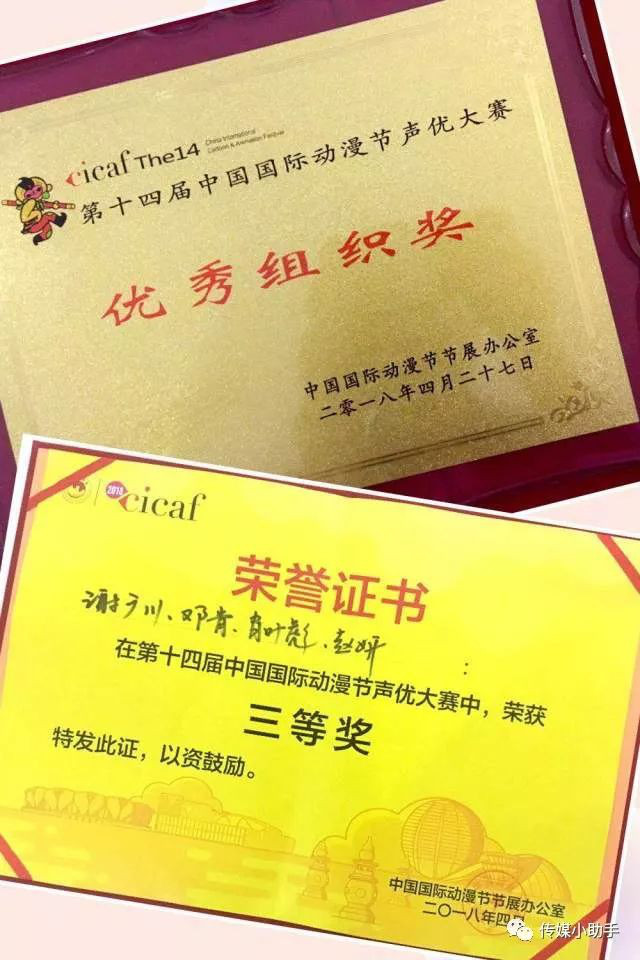 cicaf The14
China International
Cartoon & Animation Festival
第十四届中国国际动漫节声优大赛
优秀组织奖
中国国际动漫节节展办公室
二零一八年四月二十七日
2018 cicaf
荣誉证书
川、邓肯、肖叶彪、赵妍：
在第十四届中国国际动漫节声优大赛中，荣获
三等奖
特发此证，以资鼓励。
中国国际动漫节节展办公室
二〇一八年四月
传媒小助手